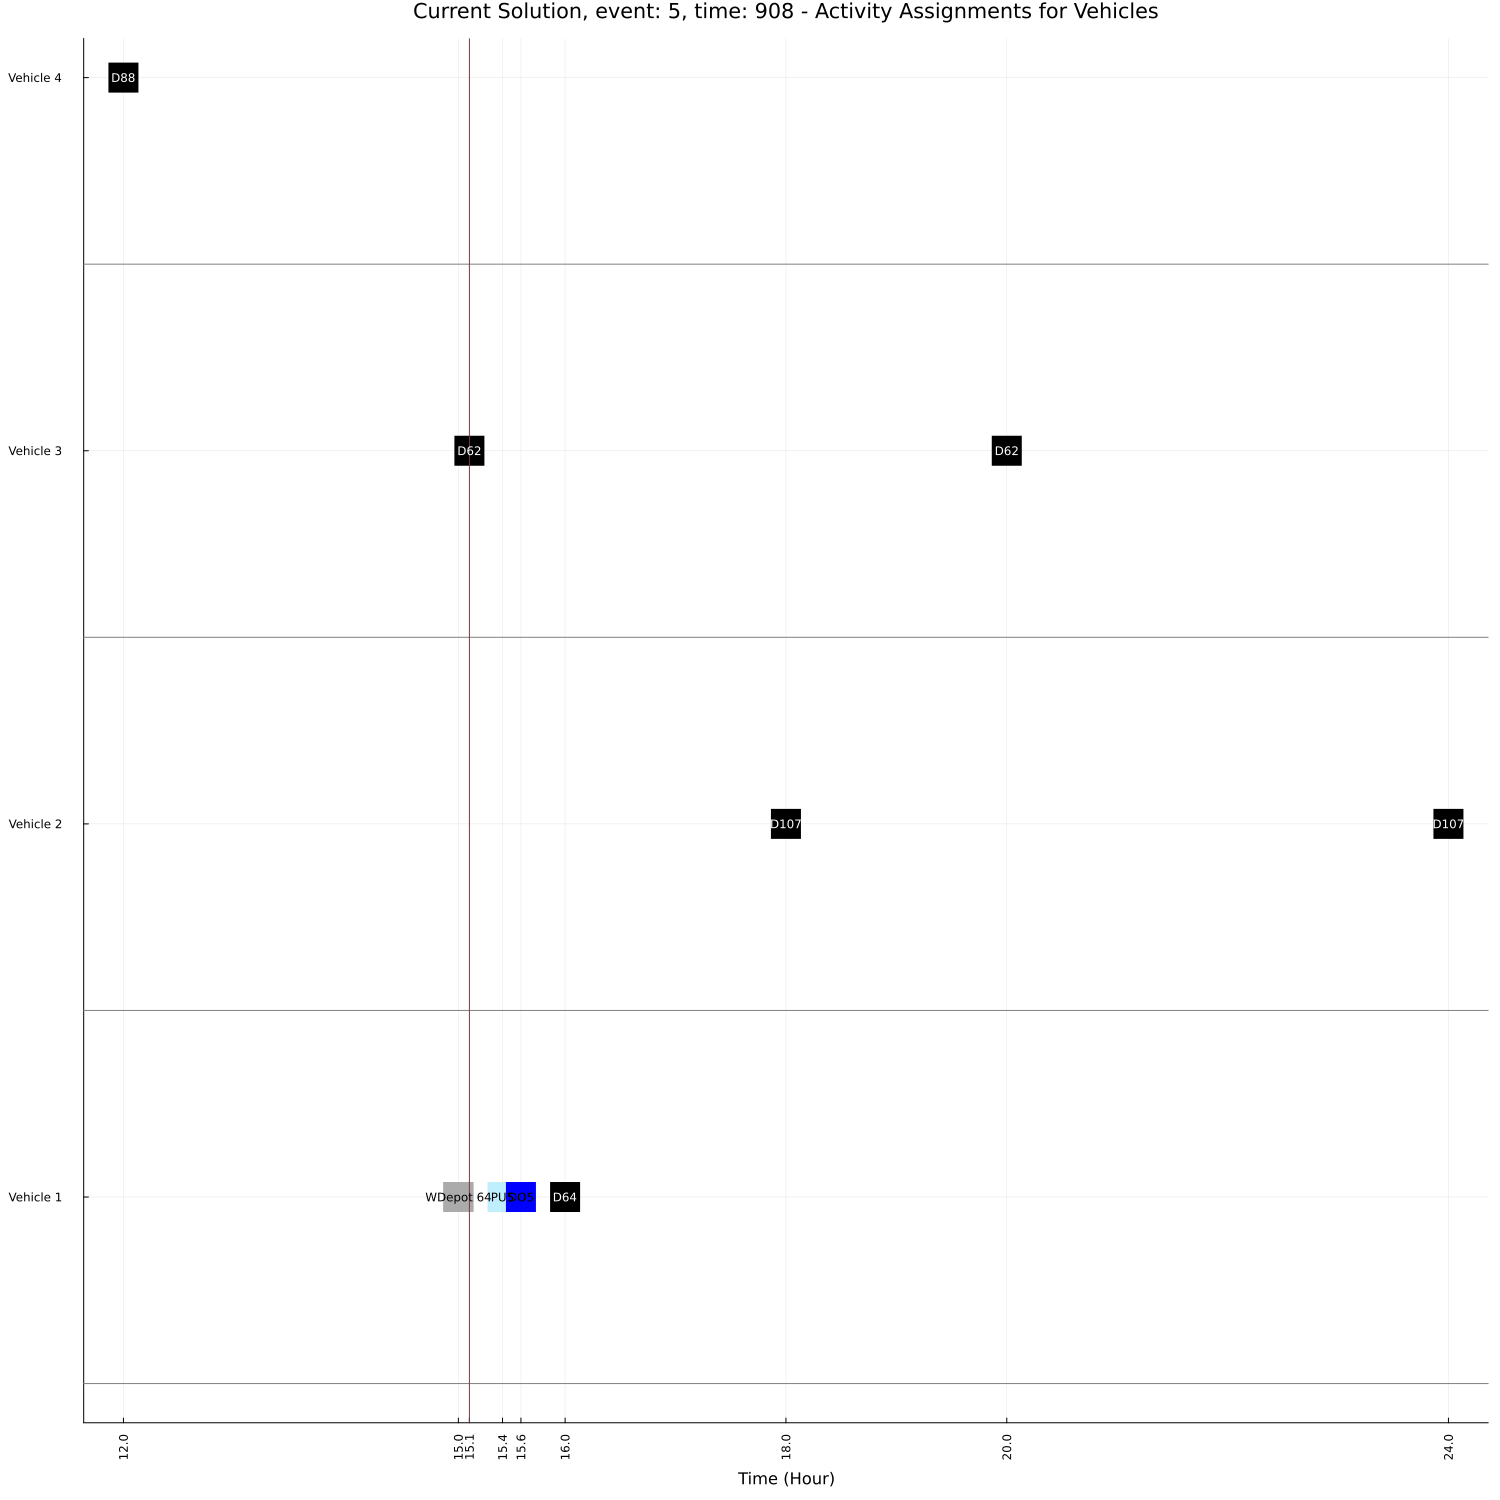 Current Solution, event: 5, time: 908 - Activity Assignments for Vehicles
Vehicle 4
D88
Vehicle 3
D62
D62
Vehicle 2
D107
D107
Vehicle 1
WDepot 64
D64
12.0
15.0
15.1
15.4
15.6
16.0
18.0
20.0
24.0
Time (Hour)